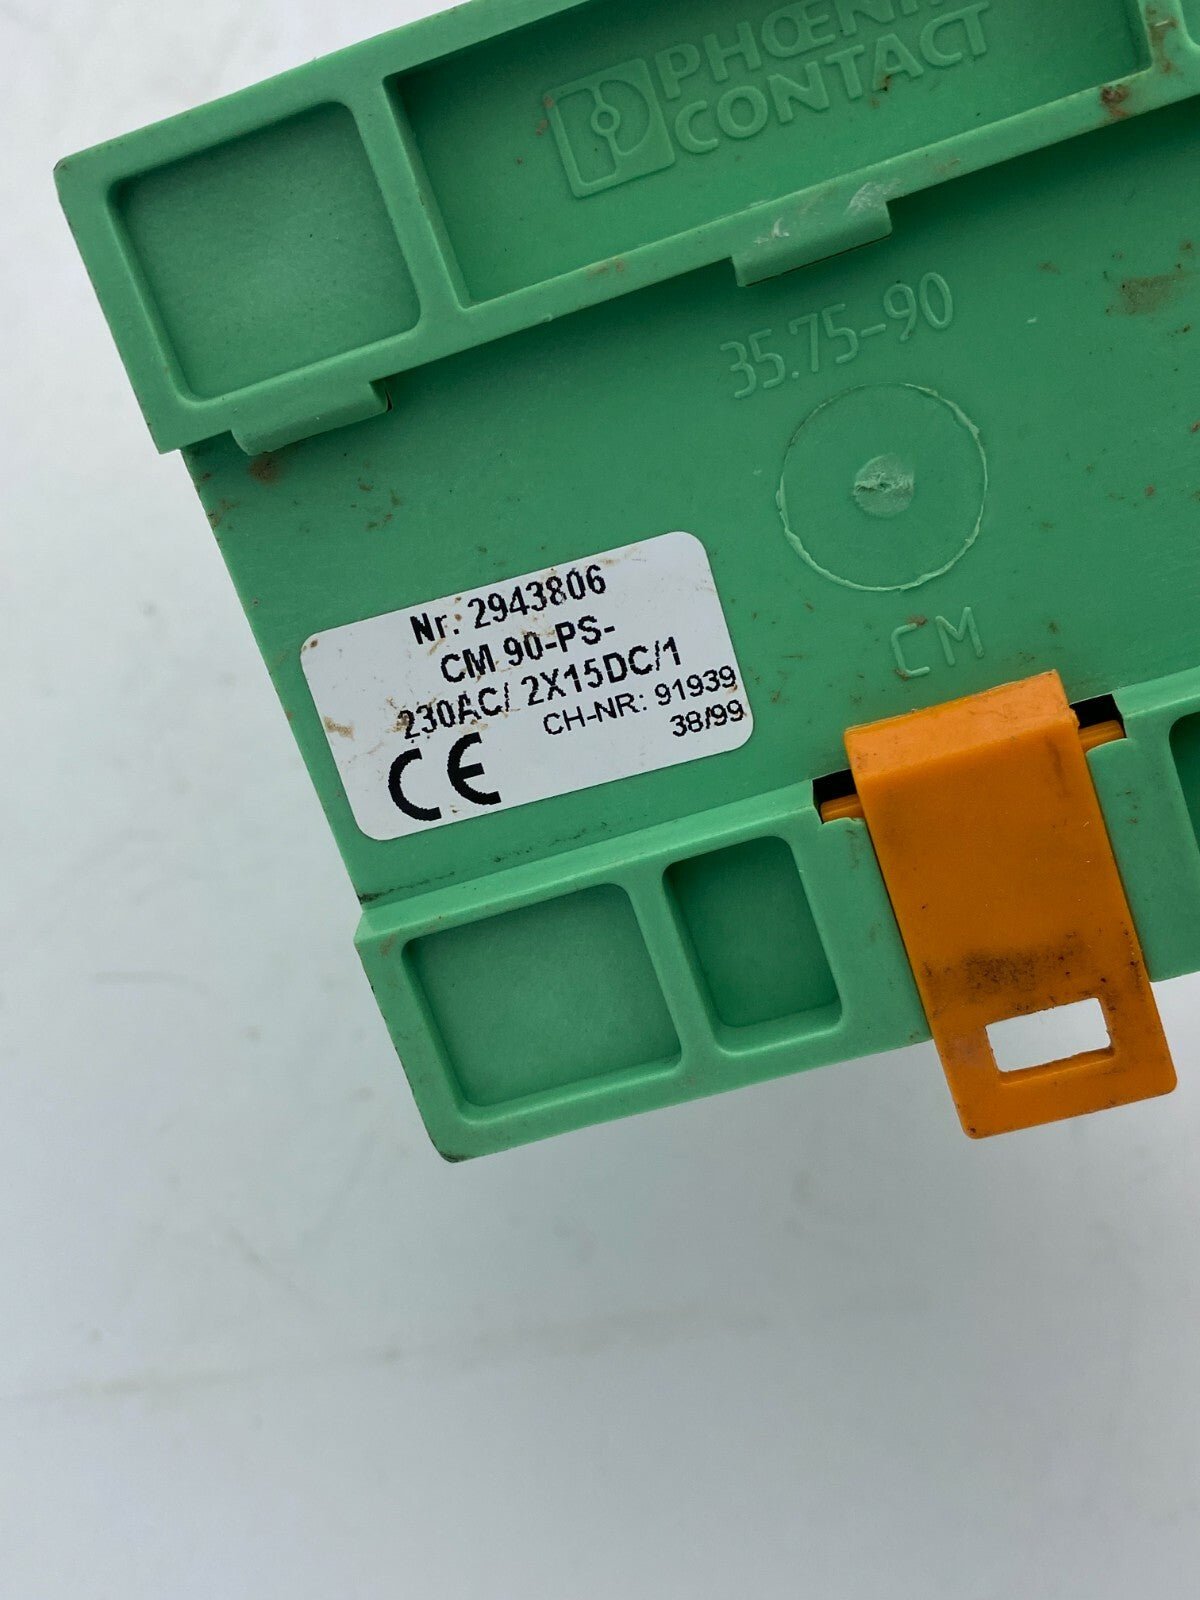 PHŒNIX
CONTACT
35.75-90
CM
Nr.: 2943806
CM 90-PS-
230AC/ 2X15DC/1
CH-NR: 91939
38/99
CE